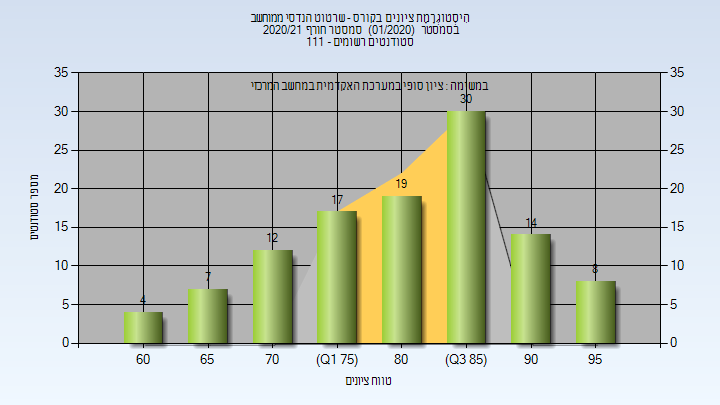 היסטוגרמת ציונים בקורס - שרטוט הנדסי ממוחשב
בסמסטר (01/2020) סמסטר חורף 2020/21
סטודנטים רשומים - 111
במשימה : ציון סופי במערכת האקדמית במחשב המרכזי
35 35
30 30
25 25
20 20
15 15
10 10
5 5
0 0
מספר סטודנטים
4 7 12 17 19 30 14 8
60 65 70 (Q1 75) 80 (Q3 85) 90 95
טווח ציונים